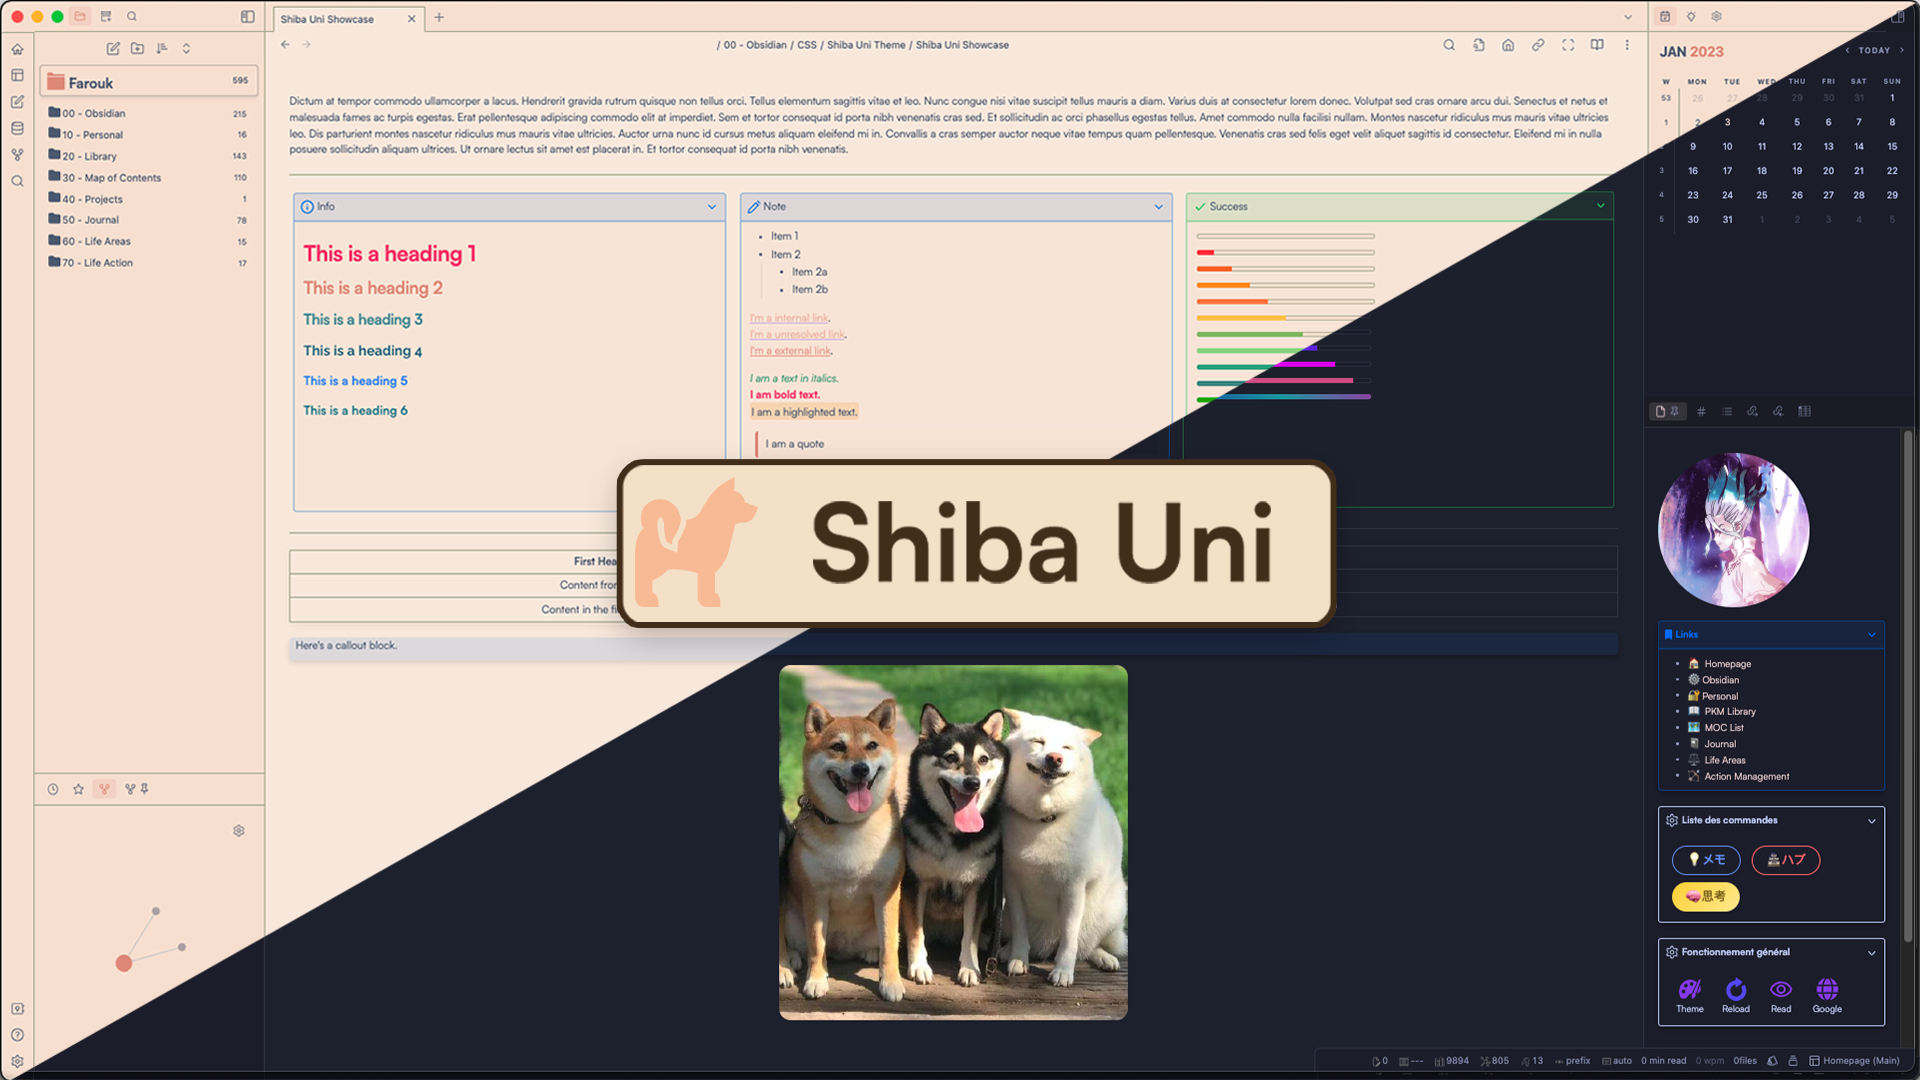 Shiba Uni Showcase
/ 00 - Obsidian / CSS / Shiba Uni Theme / Shiba Uni Showcase
Farouk 595
00 - Obsidian 215
10 - Personal 16
20 - Library 143
30 - Map of Contents 110
40 - Projects 1
50 - Journal 78
60 - Life Areas 15
70 - Life Action 17
Dictum at tempor commodo ullamcorper a lacus. Hendrerit gravida rutrum quisque non tellus orci. Tellus elementum sagittis vitae et leo. Nunc congue nisi vitae suscipit tellus mauris a diam. Varius duis at consectetur lorem donec. Volutpat sed cras ornare arcu dui. Senectus et netus et
malesuada fames ac turpis egestas. Erat pellentesque adipiscing commodo elit at imperdiet. Sem et tortor consequat id porta nibh venenatis cras sed. Et sollicitudin ac orci phasellus egestas tellus. Amet commodo nulla facilisi nullam. Montes nascetur ridiculus mus mauris vitae ultricies
leo. Dis parturient montes nascetur ridiculus mus mauris vitae ultricies. Auctor urna nunc id cursus metus aliquam eleifend mi in. Convallis a cras semper auctor neque vitae tempus quam pellentesque. Venenatis cras sed felis eget velit aliquet sagittis id consectetur. Eleifend mi in nulla
posuere sollicitudin aliquam ultrices. Ut ornare lectus sit amet est placerat in. Et tortor consequat id porta nibh venenatis.
Info
This is a heading 1
This is a heading 2
This is a heading 3
This is a heading 4
This is a heading 5
This is a heading 6
Note
Item 1
Item 2
Item 2a
Item 2b
I'm a internal link.
I'm a unresolved link.
I'm a external link.
I am a text in italics.
I am bold text.
I am a highlighted text.
I am a quote
Success
Shiba Uni
First Hea
Content fro
Content in the fi
Here's a callout block.
JAN 2023 TODAY
W MON TUE WED THU FRI SAT SUN
53 26 27 28 29 30 31 1
1 2 3 4 5 6 7 8
9 10 11 12 13 14 15
3 16 17 18 19 20 21 22
4 23 24 25 26 27 28 29
5 30 31 1 2 3 4 5
Links
Homepage
Obsidian
Personal
PKM Library
MOC List
Journal
Life Areas
Action Management
Liste des commandes
メモ ハブ
思考
Fonctionnement général
Theme Reload Read Google
0 --- 9894 805 13 prefix auto 0 min read 0 wpm 0files Homepage (Main)